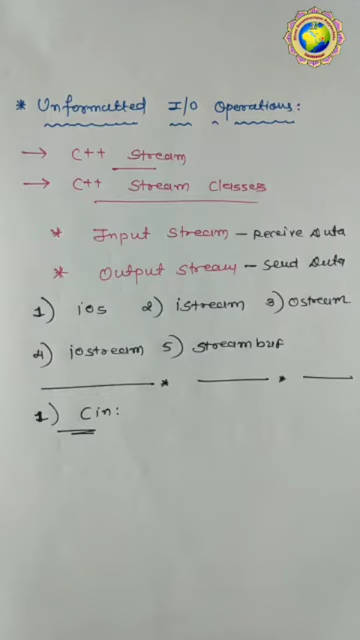 * Unformatted I/O Operations:
→ C++ Stream
→ C++ Stream Classes
* Input Stream – Receive Data
* Output Stream – Send Data
1) ios 2) istream 3) ostream
4) iostream 5) streambuf
1) Cin: